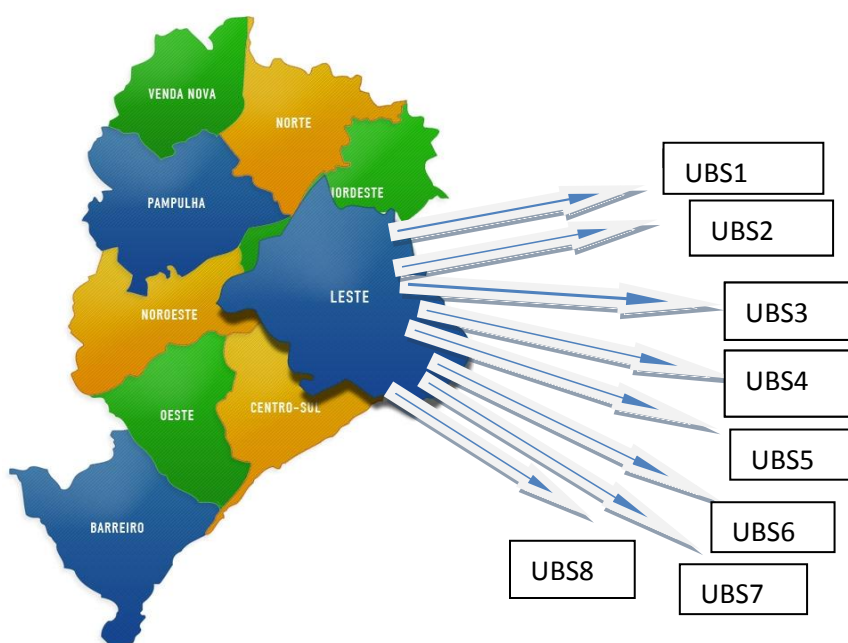 VENDA NOVA
NORTE
UBS1
NORDESTE
PAMPULHA
UBS2
LESTE
UBS3
NOROESTE
UBS4
CENTRO-SUL
OESTE
UBS5
BARREIRO
UBS6
UBS8
UBS7